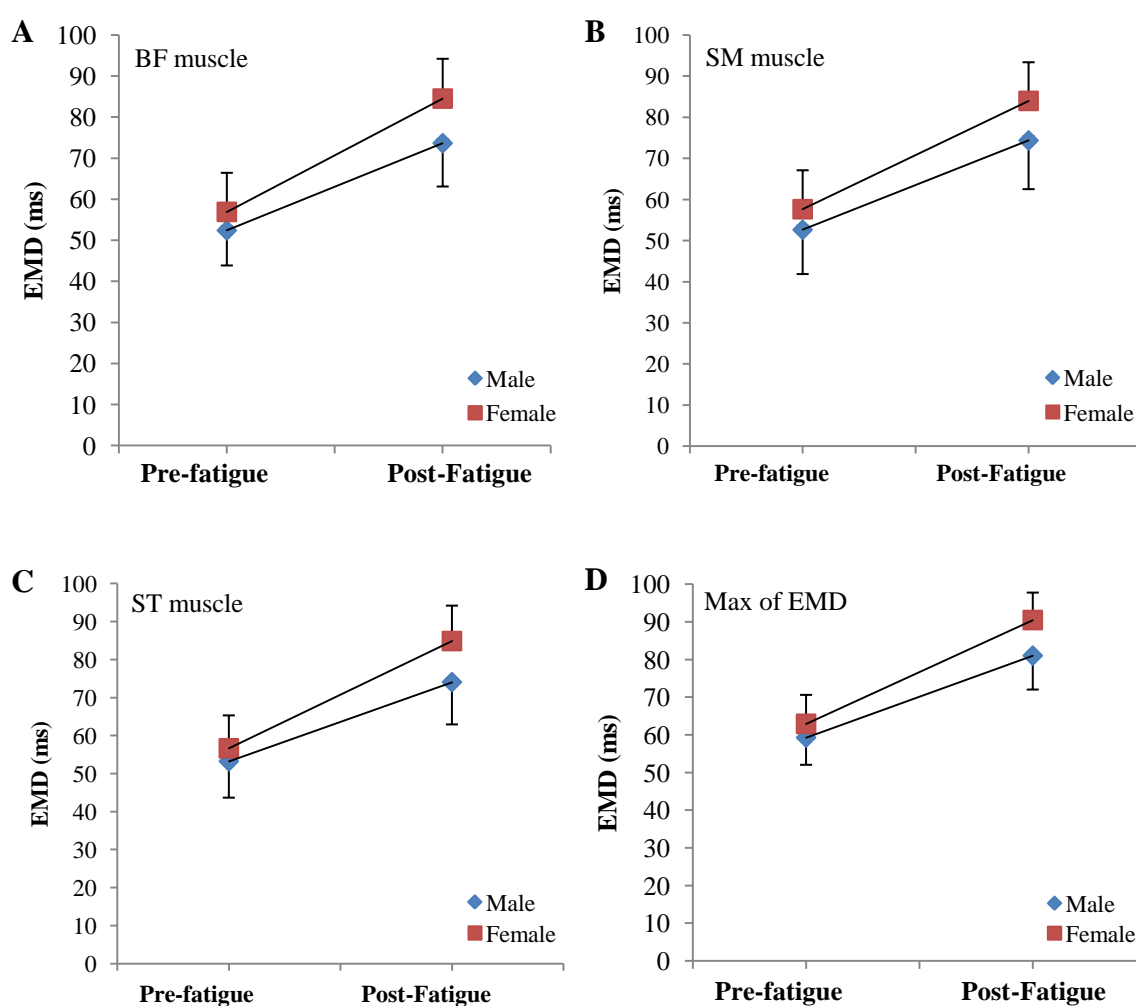 A
BF muscle
EMD (ms)
100
90
80
70
60
50
40
30
20
10
0
Male
Female
Pre-fatigue Post-Fatigue
B
SM muscle
EMD (ms)
100
90
80
70
60
50
40
30
20
10
0
Male
Female
Pre-fatigue Post-Fatigue
C
ST muscle
EMD (ms)
100
90
80
70
60
50
40
30
20
10
0
Male
Female
Pre-fatigue Post-Fatigue
D
Max of EMD
EMD (ms)
100
90
80
70
60
50
40
30
20
10
0
Male
Female
Pre-fatigue Post-Fatigue